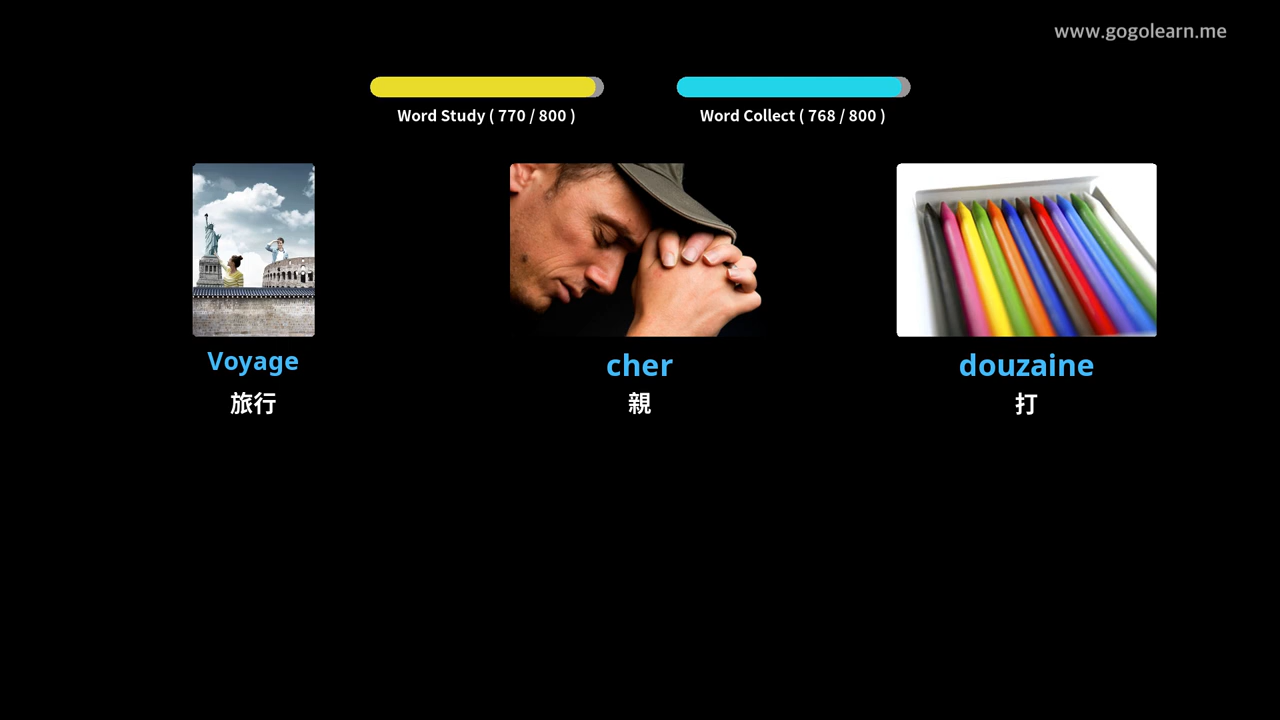 www.gogolearn.me
Word Study ( 770 / 800 )
Word Collect ( 768 / 800 )
Voyage
旅行
cher
親
douzaine
打